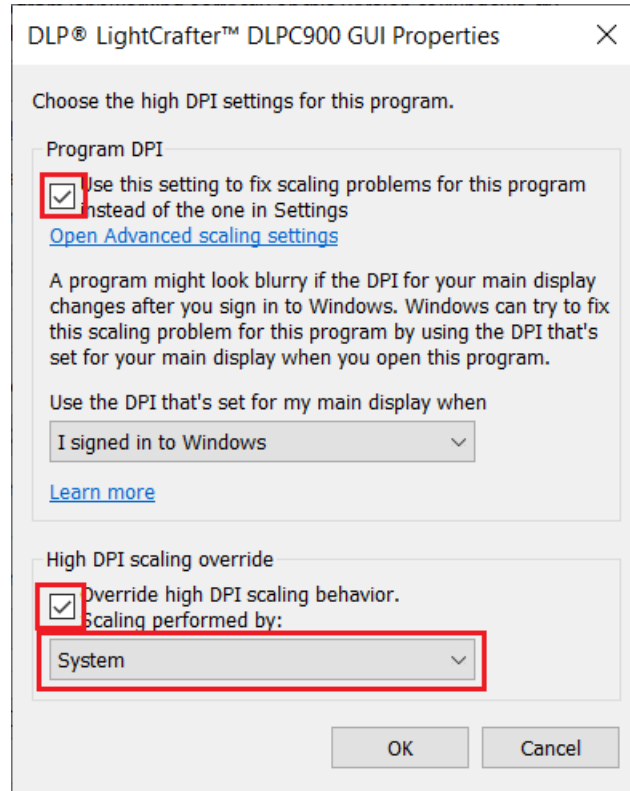 DLP® LightCrafter™ DLPC900 GUI Properties
Choose the high DPI settings for this program.
Program DPI
Use this setting to fix scaling problems for this program
instead of the one in Settings
Open Advanced scaling settings
A program might look blurry if the DPI for your main display
changes after you sign in to Windows. Windows can try to fix
this scaling problem for this program by using the DPI that's
set for your main display when you open this program.
Use the DPI that's set for my main display when
I signed in to Windows
Learn more
High DPI scaling override
Override high DPI scaling behavior.
Scaling performed by:
System
OK
Cancel